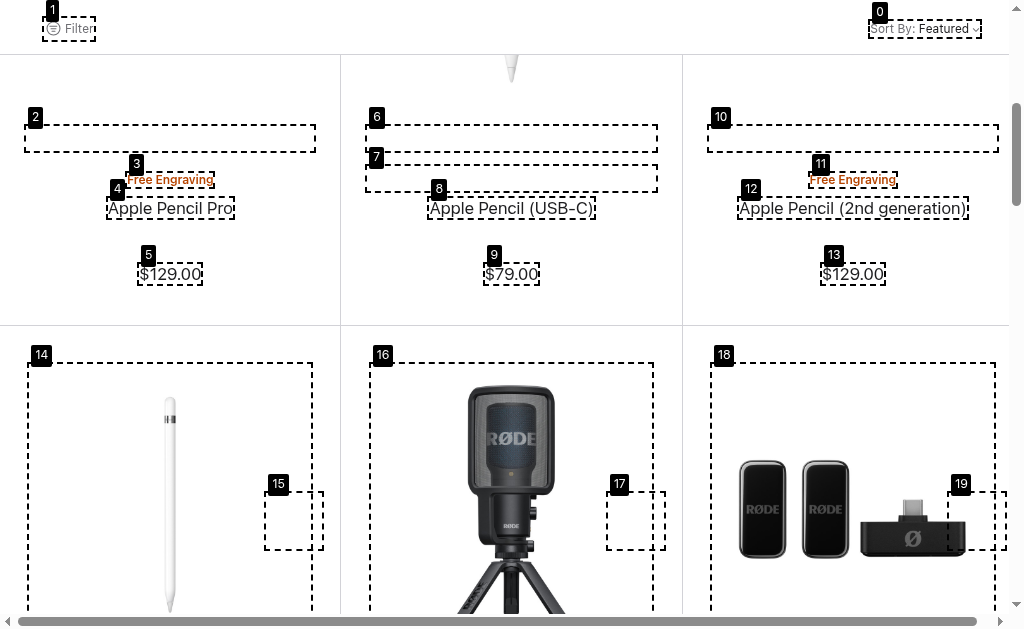 1
0
Filter
Sort By: Featured
2
6
10
7
3
11
Free Engraving
Free Engraving
4
8
12
Apple Pencil Pro
Apple Pencil (USB-C)
Apple Pencil (2nd generation)
5
9
13
$129.00
$79.00
$129.00
14
16
18
RØDE
15
17
19
RØDE
RØDE
RØDE